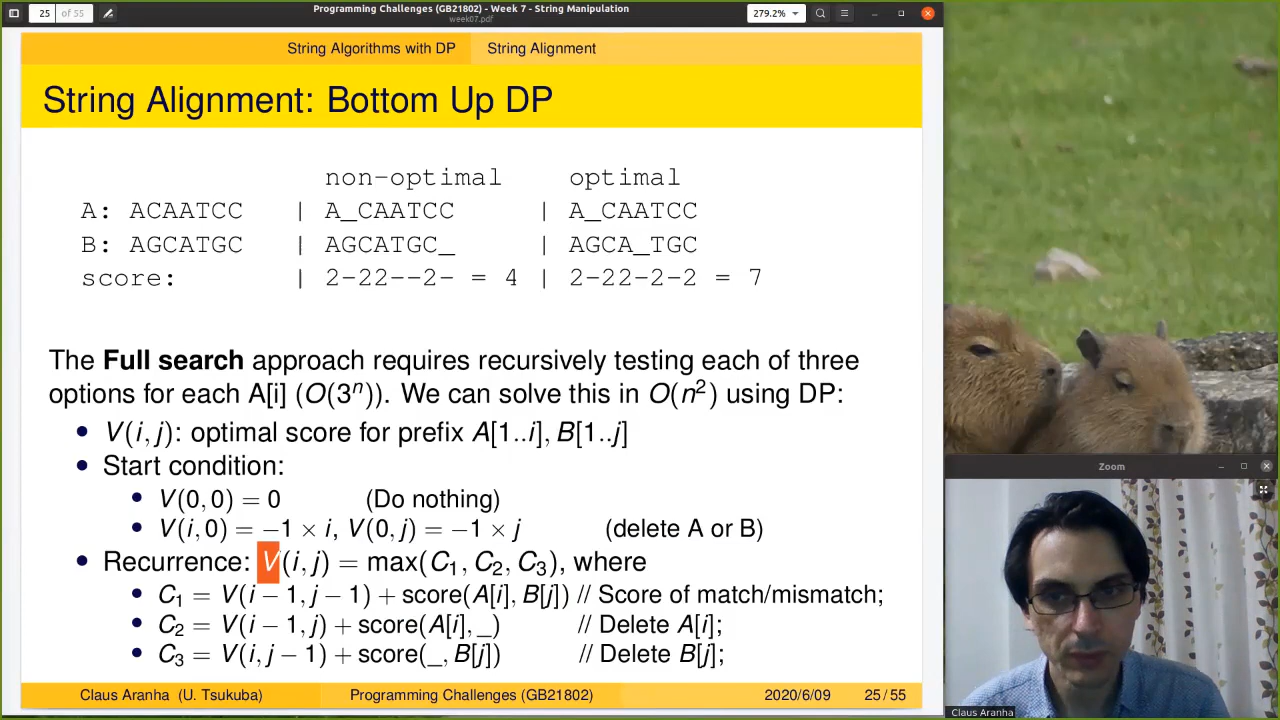 Programming Challenges (GB21802) - Week 7 - String Manipulation
week07.pdf
25 of 55
279.2%
String Algorithms with DP String Alignment
String Alignment: Bottom Up DP
non-optimal optimal
A: ACAATCC | A_CAATCC | A_CAATCC
B: AGCATGC | AGCATGC_ | AGCA_TGC
score: | 2-22--2- = 4 | 2-22-2-2 = 7
The Full search approach requires recursively testing each of three
options for each A[i] (O(3ⁿ)). We can solve this in O(n²) using DP:
• V(i, j): optimal score for prefix A[1..i], B[1..j]
• Start condition:
• V(0, 0) = 0 (Do nothing)
• V(i, 0) = −1 × i, V(0, j) = −1 × j (delete A or B)
• Recurrence: V(i, j) = max(C₁, C₂, C₃), where
• C₁ = V(i − 1, j − 1) + score(A[i], B[j]) // Score of match/mismatch;
• C₂ = V(i − 1, j) + score(A[i], _) // Delete A[i];
• C₃ = V(i, j − 1) + score(_, B[j]) // Delete B[j];
Claus Aranha (U. Tsukuba) Programming Challenges (GB21802) 2020/6/09 25 / 55
Zoom
Claus Aranha